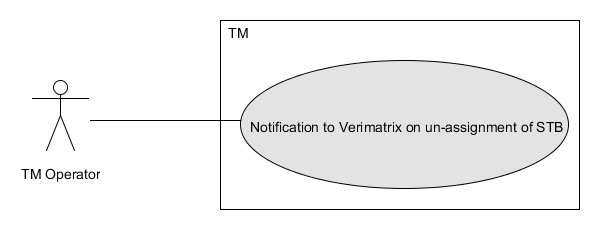 TM
Notification to Verimatrix on un-assignment of STB
TM Operator